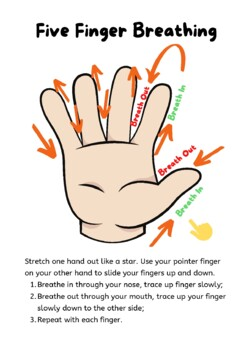 Five Finger Breathing
Breath Out
Breath In
Breath Out
Breath In
Stretch one hand out like a star. Use your pointer finger
on your other hand to slide your fingers up and down.
1. Breathe in through your nose, trace up finger slowly;
2. Breathe out through your mouth, trace up your finger
slowly down to the other side;
3. Repeat with each finger.